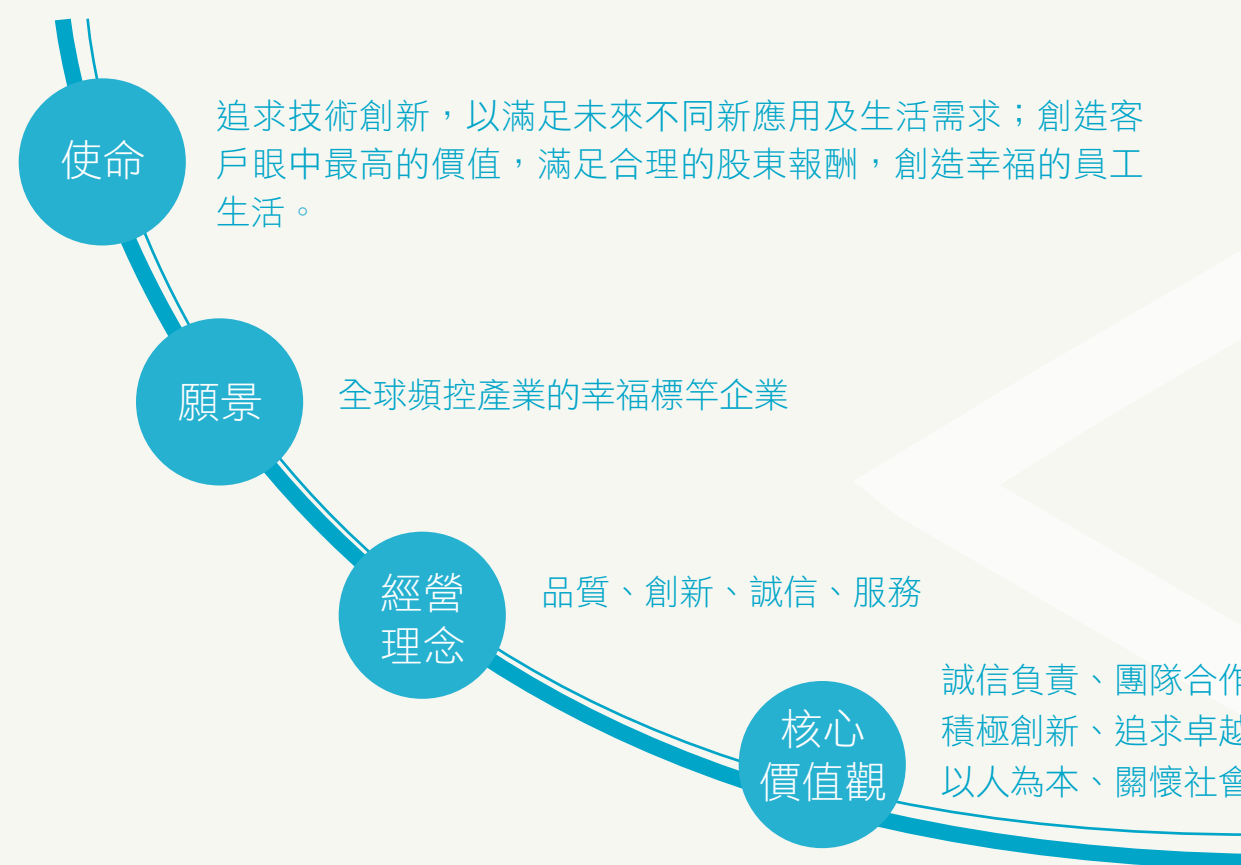 使命
追求技術創新，以滿足未來不同新應用及生活需求；創造客
戶眼中最高的價值，滿足合理的股東報酬，創造幸福的員工
生活。
願景
全球頻控產業的幸福標竿企業
經營
理念
品質、創新、誠信、服務
核心
價值觀
誠信負責、團隊合作
積極創新、追求卓越
以人為本、關懷社會